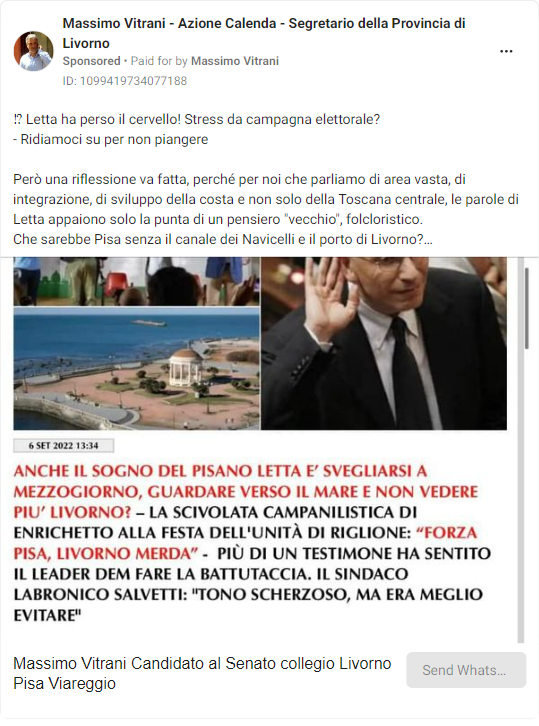 Massimo Vitrani - Azione Calenda - Segretario della Provincia di
Livorno
Sponsored • Paid for by Massimo Vitrani
ID: 1099419734077188
⁉ Letta ha perso il cervello! Stress da campagna elettorale?
- Ridiamoci su per non piangere
Però una riflessione va fatta, perché per noi che parliamo di area vasta, di
integrazione, di sviluppo della costa e non solo della Toscana centrale, le parole di
Letta appaiono solo la punta di un pensiero "vecchio", folcloristico.
Che sarebbe Pisa senza il canale dei Navicelli e il porto di Livorno?...
6 SET 2022 13:34
ANCHE IL SOGNO DEL PISANO LETTA E' SVEGLIARSI A
MEZZOGIORNO, GUARDARE VERSO IL MARE E NON VEDERE
PIU' LIVORNO? – LA SCIVOLATA CAMPANILISTICA DI
ENRICHETTO ALLA FESTA DELL'UNITÀ DI RIGLIONE: “FORZA
PISA, LIVORNO MERDA” - PIÙ DI UN TESTIMONE HA SENTITO
IL LEADER DEM FARE LA BATTUTACCIA. IL SINDACO
LABRONICO SALVETTI: "TONO SCHERZOSO, MA ERA MEGLIO
EVITARE"
Massimo Vitrani Candidato al Senato collegio Livorno
Pisa Viareggio
Send Whats...